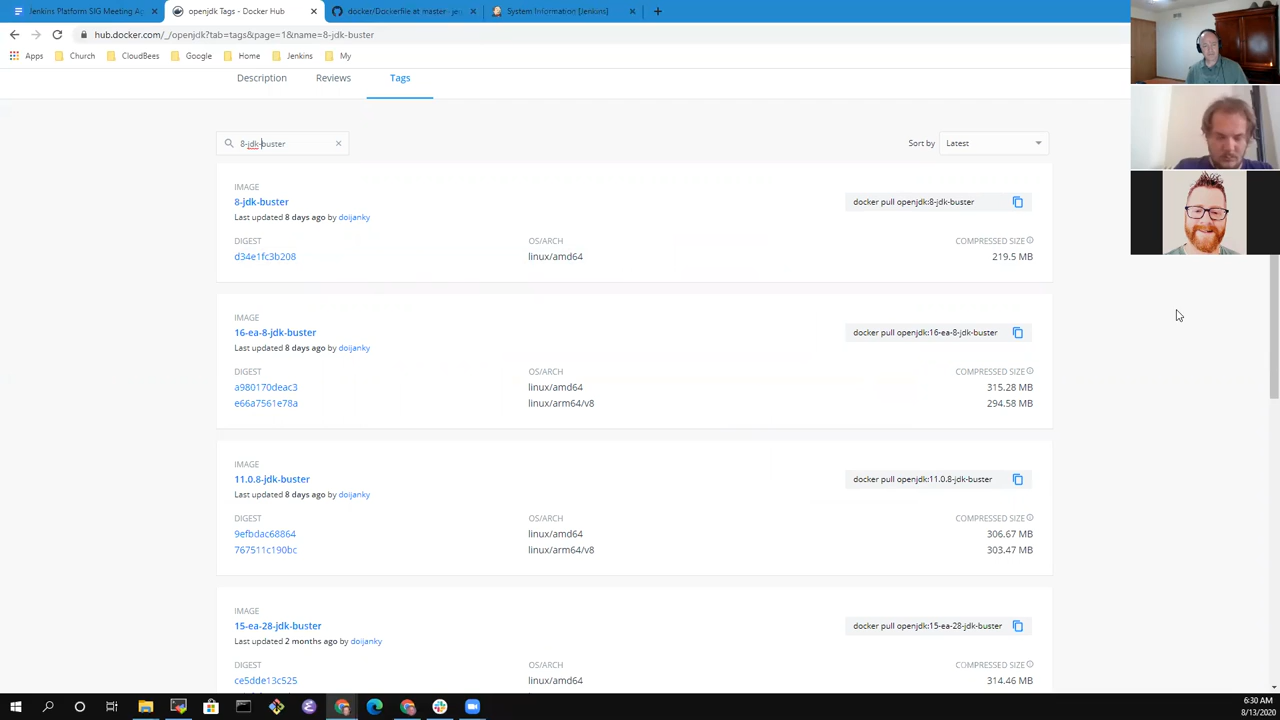 Jenkins Platform SIG Meeting Ag
openjdk Tags - Docker Hub
docker/Dockerfile at master · je
System Information [Jenkins]
hub.docker.com/_/openjdk?tab=tags&page=1&name=8-jdk-buster
Apps Church CloudBees Google Home Jenkins My
Description Reviews Tags
8-jdk-buster
Sort by Latest
IMAGE
8-jdk-buster
docker pull openjdk:8-jdk-buster
Last updated 8 days ago by doijanky
DIGEST OS/ARCH COMPRESSED SIZE
d34e1fc3b208 linux/amd64 219.5 MB
IMAGE
16-ea-8-jdk-buster
docker pull openjdk:16-ea-8-jdk-buster
Last updated 8 days ago by doijanky
DIGEST OS/ARCH COMPRESSED SIZE
a980170deac3 linux/amd64 315.28 MB
e66a7561e78a linux/arm64/v8 294.58 MB
IMAGE
11.0.8-jdk-buster
docker pull openjdk:11.0.8-jdk-buster
Last updated 8 days ago by doijanky
DIGEST OS/ARCH COMPRESSED SIZE
9efbdac68864 linux/amd64 306.67 MB
767511c190bc linux/arm64/v8 303.47 MB
IMAGE
15-ea-28-jdk-buster
docker pull openjdk:15-ea-28-jdk-buster
Last updated 2 months ago by doijanky
DIGEST OS/ARCH COMPRESSED SIZE
ce5dde13c525 linux/amd64 314.46 MB
6:30 AM
8/13/2020